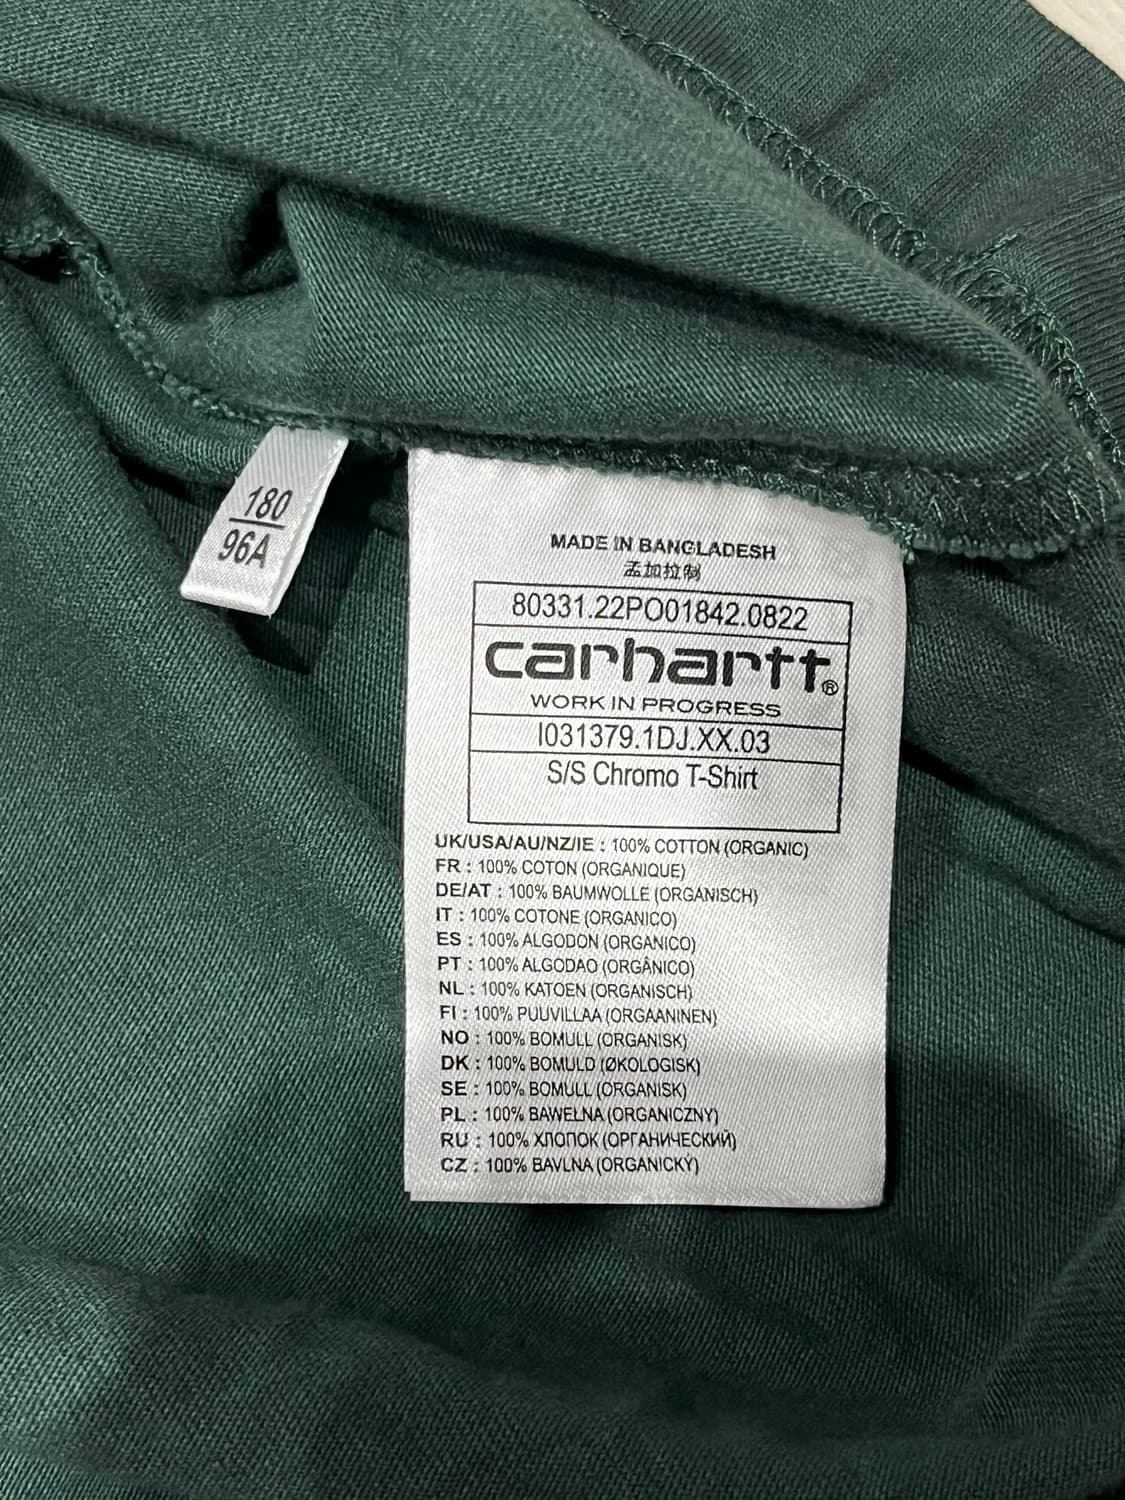 180
96A
MADE IN BANGLADESH
孟加拉制
80331.22PO01842.0822
carhartt®
WORK IN PROGRESS
I031379.1DJ.XX.03
S/S Chromo T-Shirt
UK/USA/AU/NZ/IE : 100% COTTON (ORGANIC)
FR : 100% COTON (ORGANIQUE)
DE/AT : 100% BAUMWOLLE (ORGANISCH)
IT : 100% COTONE (ORGANICO)
ES : 100% ALGODON (ORGANICO)
PT : 100% ALGODAO (ORGÂNICO)
NL : 100% KATOEN (ORGANISCH)
FI : 100% PUUVILLAA (ORGAANINEN)
NO : 100% BOMULL (ORGANISK)
DK : 100% BOMULD (ØKOLOGISK)
SE : 100% BOMULL (ORGANISK)
PL : 100% BAWEŁNA (ORGANICZNY)
RU : 100% ХЛОПОК (ОРГАНИЧЕСКИЙ)
CZ : 100% BAVLNA (ORGANICKÝ)